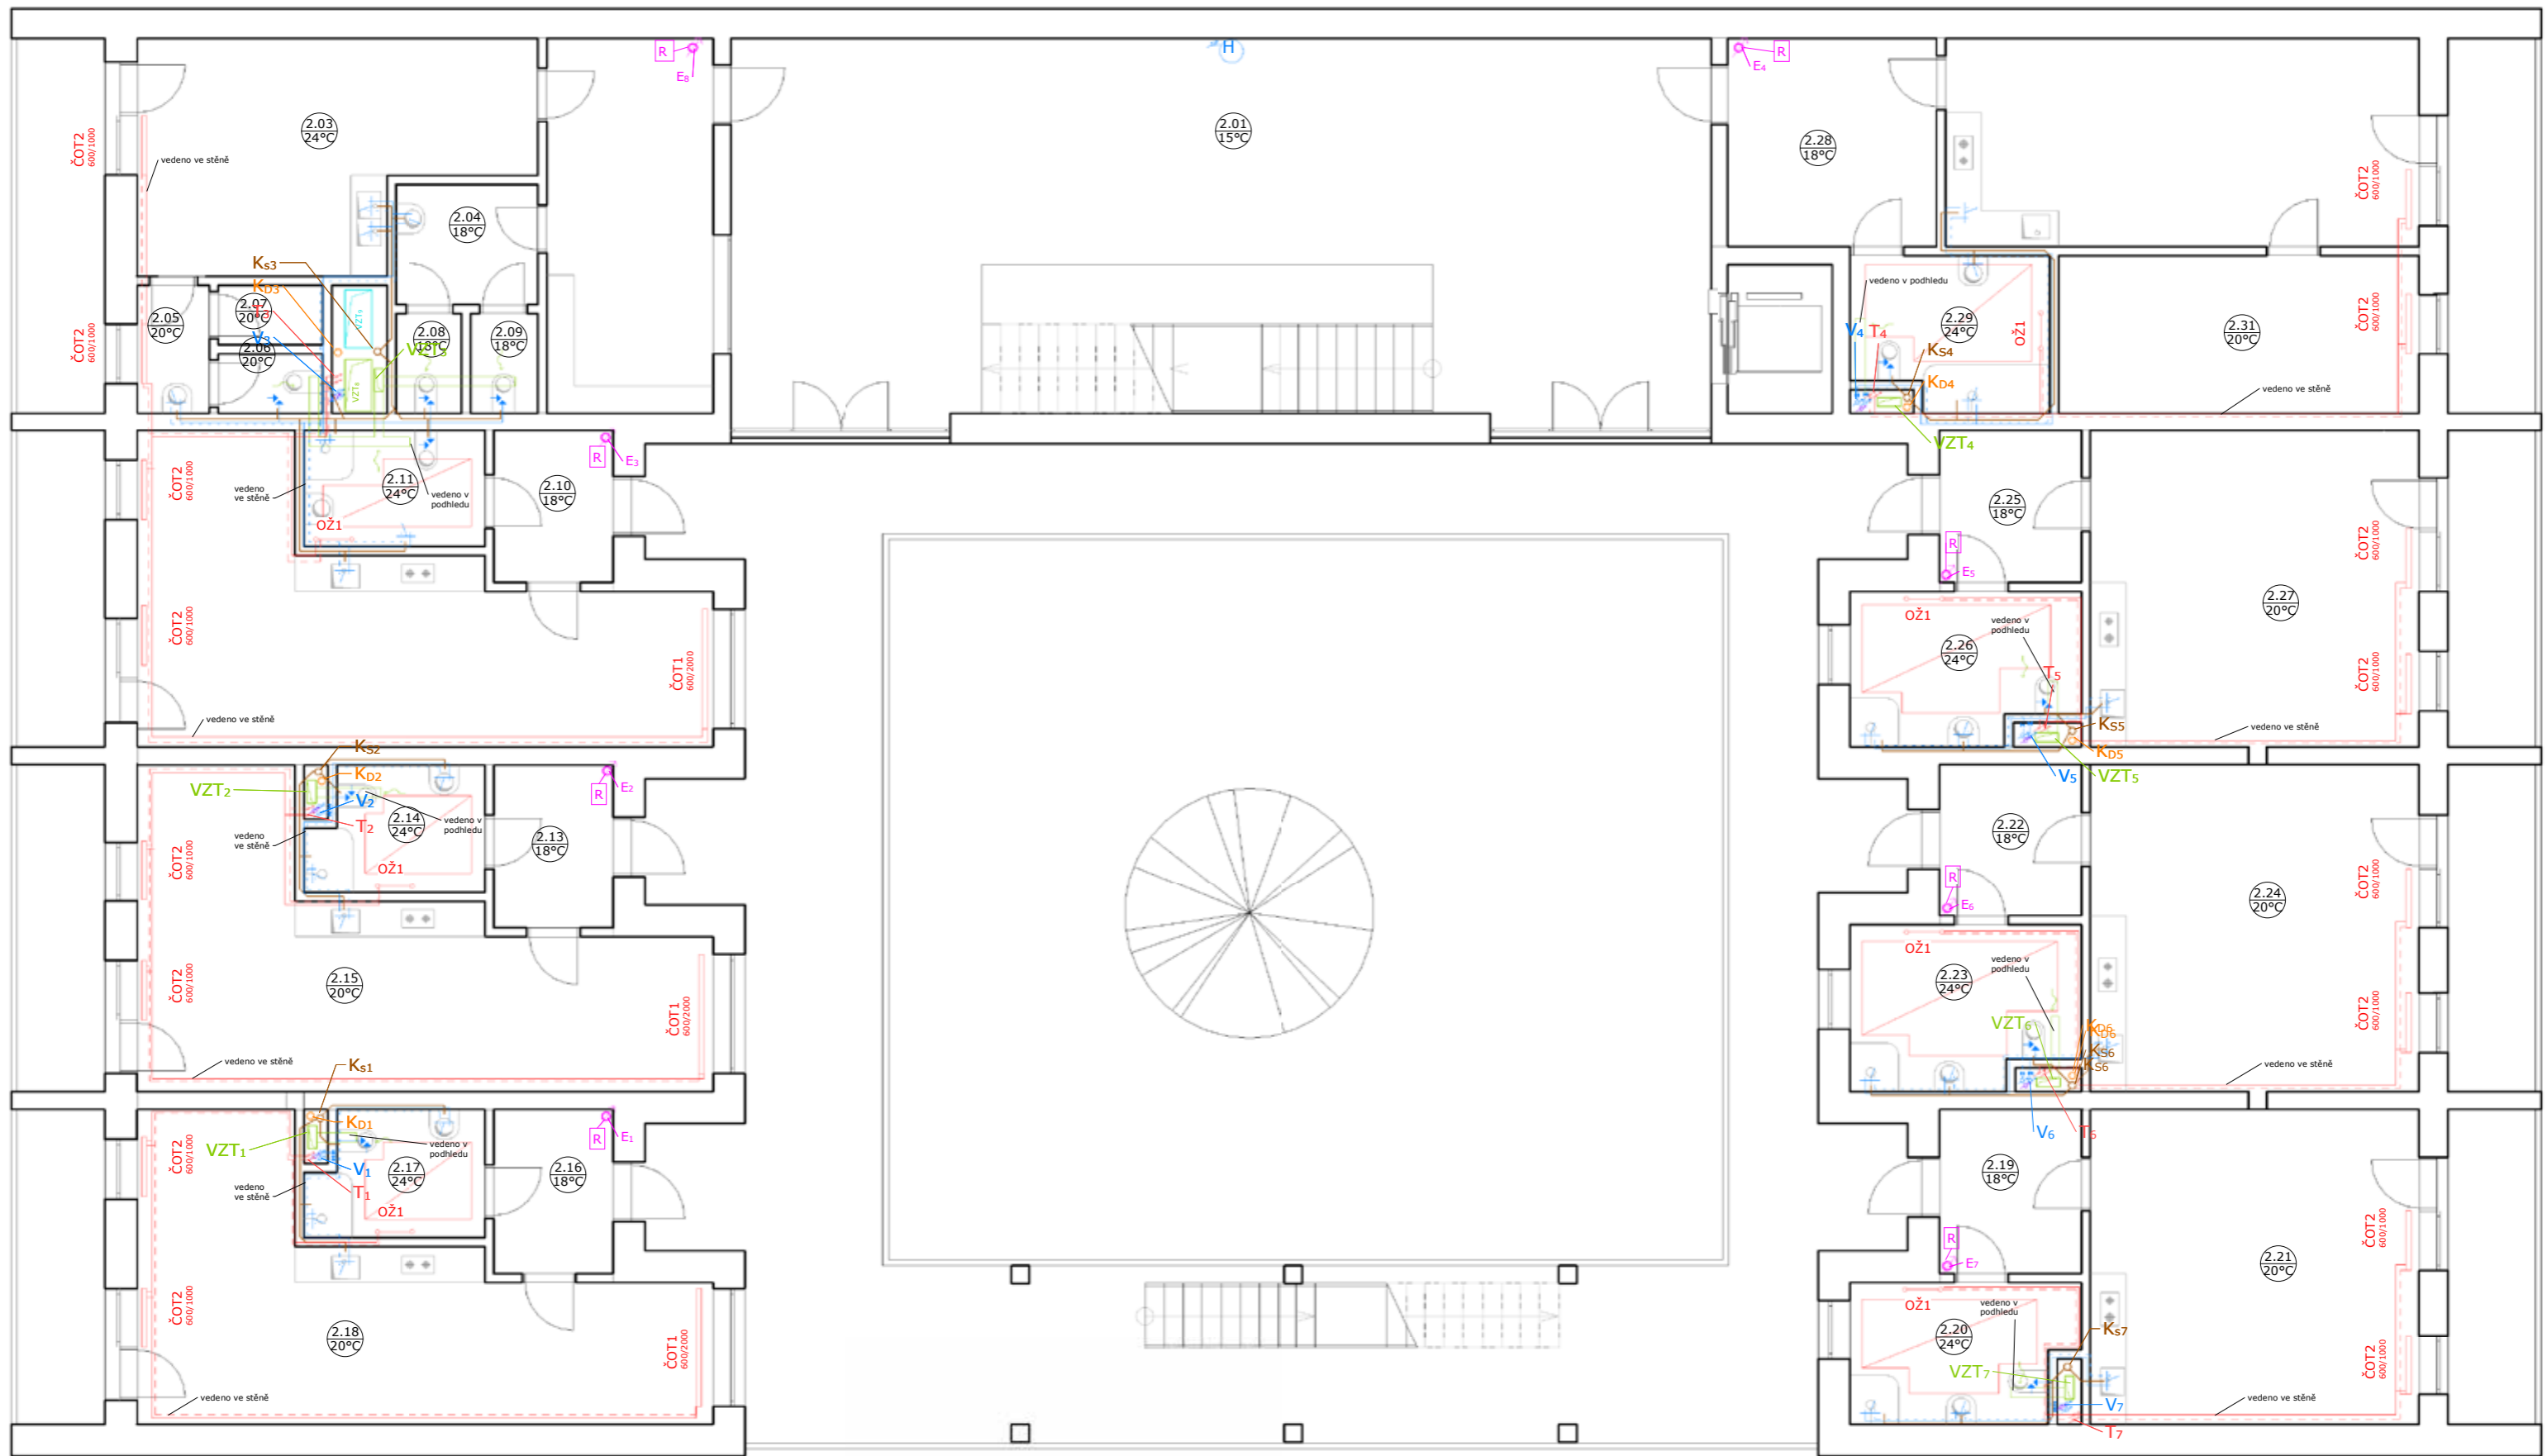 R
E8
H
E4
R
2.03
24°C
2.01
15°C
2.28
18°C
ČOT2
600/1000
vedeno ve stěně
ČOT2
600/1000
2.04
18°C
KS3
KD3
T3
V3
2.07
20°C
2.05
20°C
2.06
20°C
VZT9
VZT8
VZT3
2.08
18°C
2.09
18°C
ČOT2
600/1000
vedeno v podhledu
V4
T4
2.29
24°C
OŽ1
KS4
KD4
VZT4
2.31
20°C
ČOT2
600/1000
vedeno ve stěně
ČOT2
600/1000
vedeno
ve stěně
2.11
24°C
vedeno v
podhledu
OŽ1
2.10
18°C
R
E3
ČOT2
600/1000
ČOT1
600/2000
vedeno ve stěně
2.25
18°C
R
E5
OŽ1
2.26
24°C
vedeno v
podhledu
T5
KS5
KD5
V5
VZT5
2.27
20°C
ČOT2
600/1000
ČOT2
600/1000
vedeno ve stěně
KS2
KD2
VZT2
V2
T2
vedeno
ve stěně
2.14
24°C
vedeno v
podhledu
OŽ1
2.13
18°C
R
E2
ČOT2
600/1000
ČOT2
600/1000
2.15
20°C
ČOT1
600/2000
vedeno ve stěně
2.22
18°C
R
E6
OŽ1
2.23
24°C
vedeno v
podhledu
VZT6
KD6
KD6
KS6
KS6
V6
T6
2.24
20°C
ČOT2
600/1000
ČOT2
600/1000
vedeno ve stěně
KS1
KD1
VZT1
V1
T1
vedeno
ve stěně
2.17
24°C
vedeno v
podhledu
OŽ1
2.16
18°C
R
E1
ČOT2
600/1000
ČOT2
600/1000
2.18
20°C
ČOT1
600/2000
vedeno ve stěně
2.19
18°C
R
E7
OŽ1
2.20
24°C
vedeno v
podhledu
VZT7
KS7
V7
T7
2.21
20°C
ČOT2
600/1000
ČOT2
600/1000
vedeno ve stěně